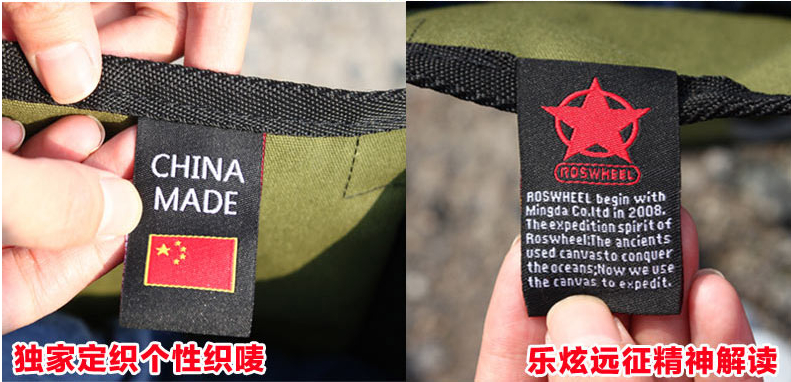 CHINA
MADE
独家定织个性织唛
ROSWHEEL
ROSWHEEL begin with
Mingda Co.ltd in 2008.
The expedition spirit of
Roswheel:The ancients
used canvas to conquer
the oceans;Now we use
the canvas to expedit.
乐炫远征精神解读